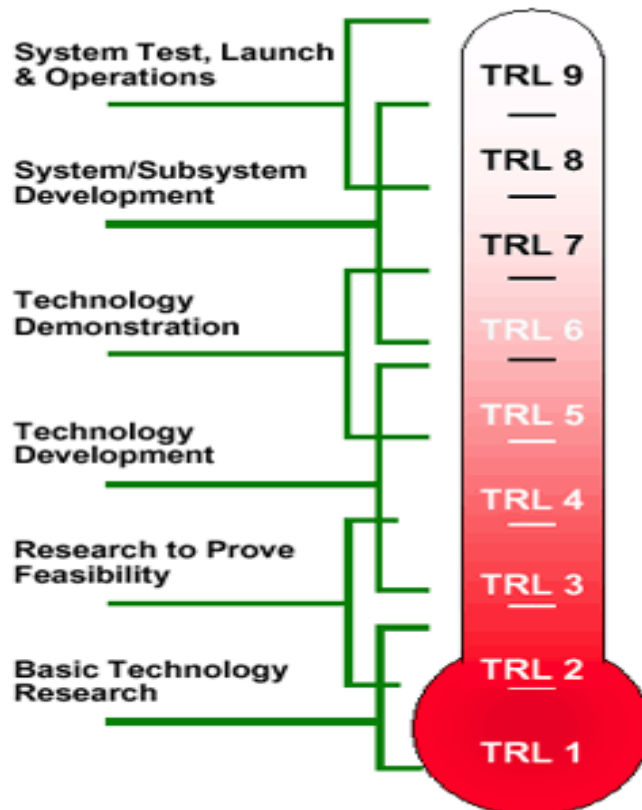 System Test, Launch
& Operations
System/Subsystem
Development
Technology
Demonstration
Technology
Development
Research to Prove
Feasibility
Basic Technology
Research
TRL 9
TRL 8
TRL 7
TRL 6
TRL 5
TRL 4
TRL 3
TRL 2
TRL 1